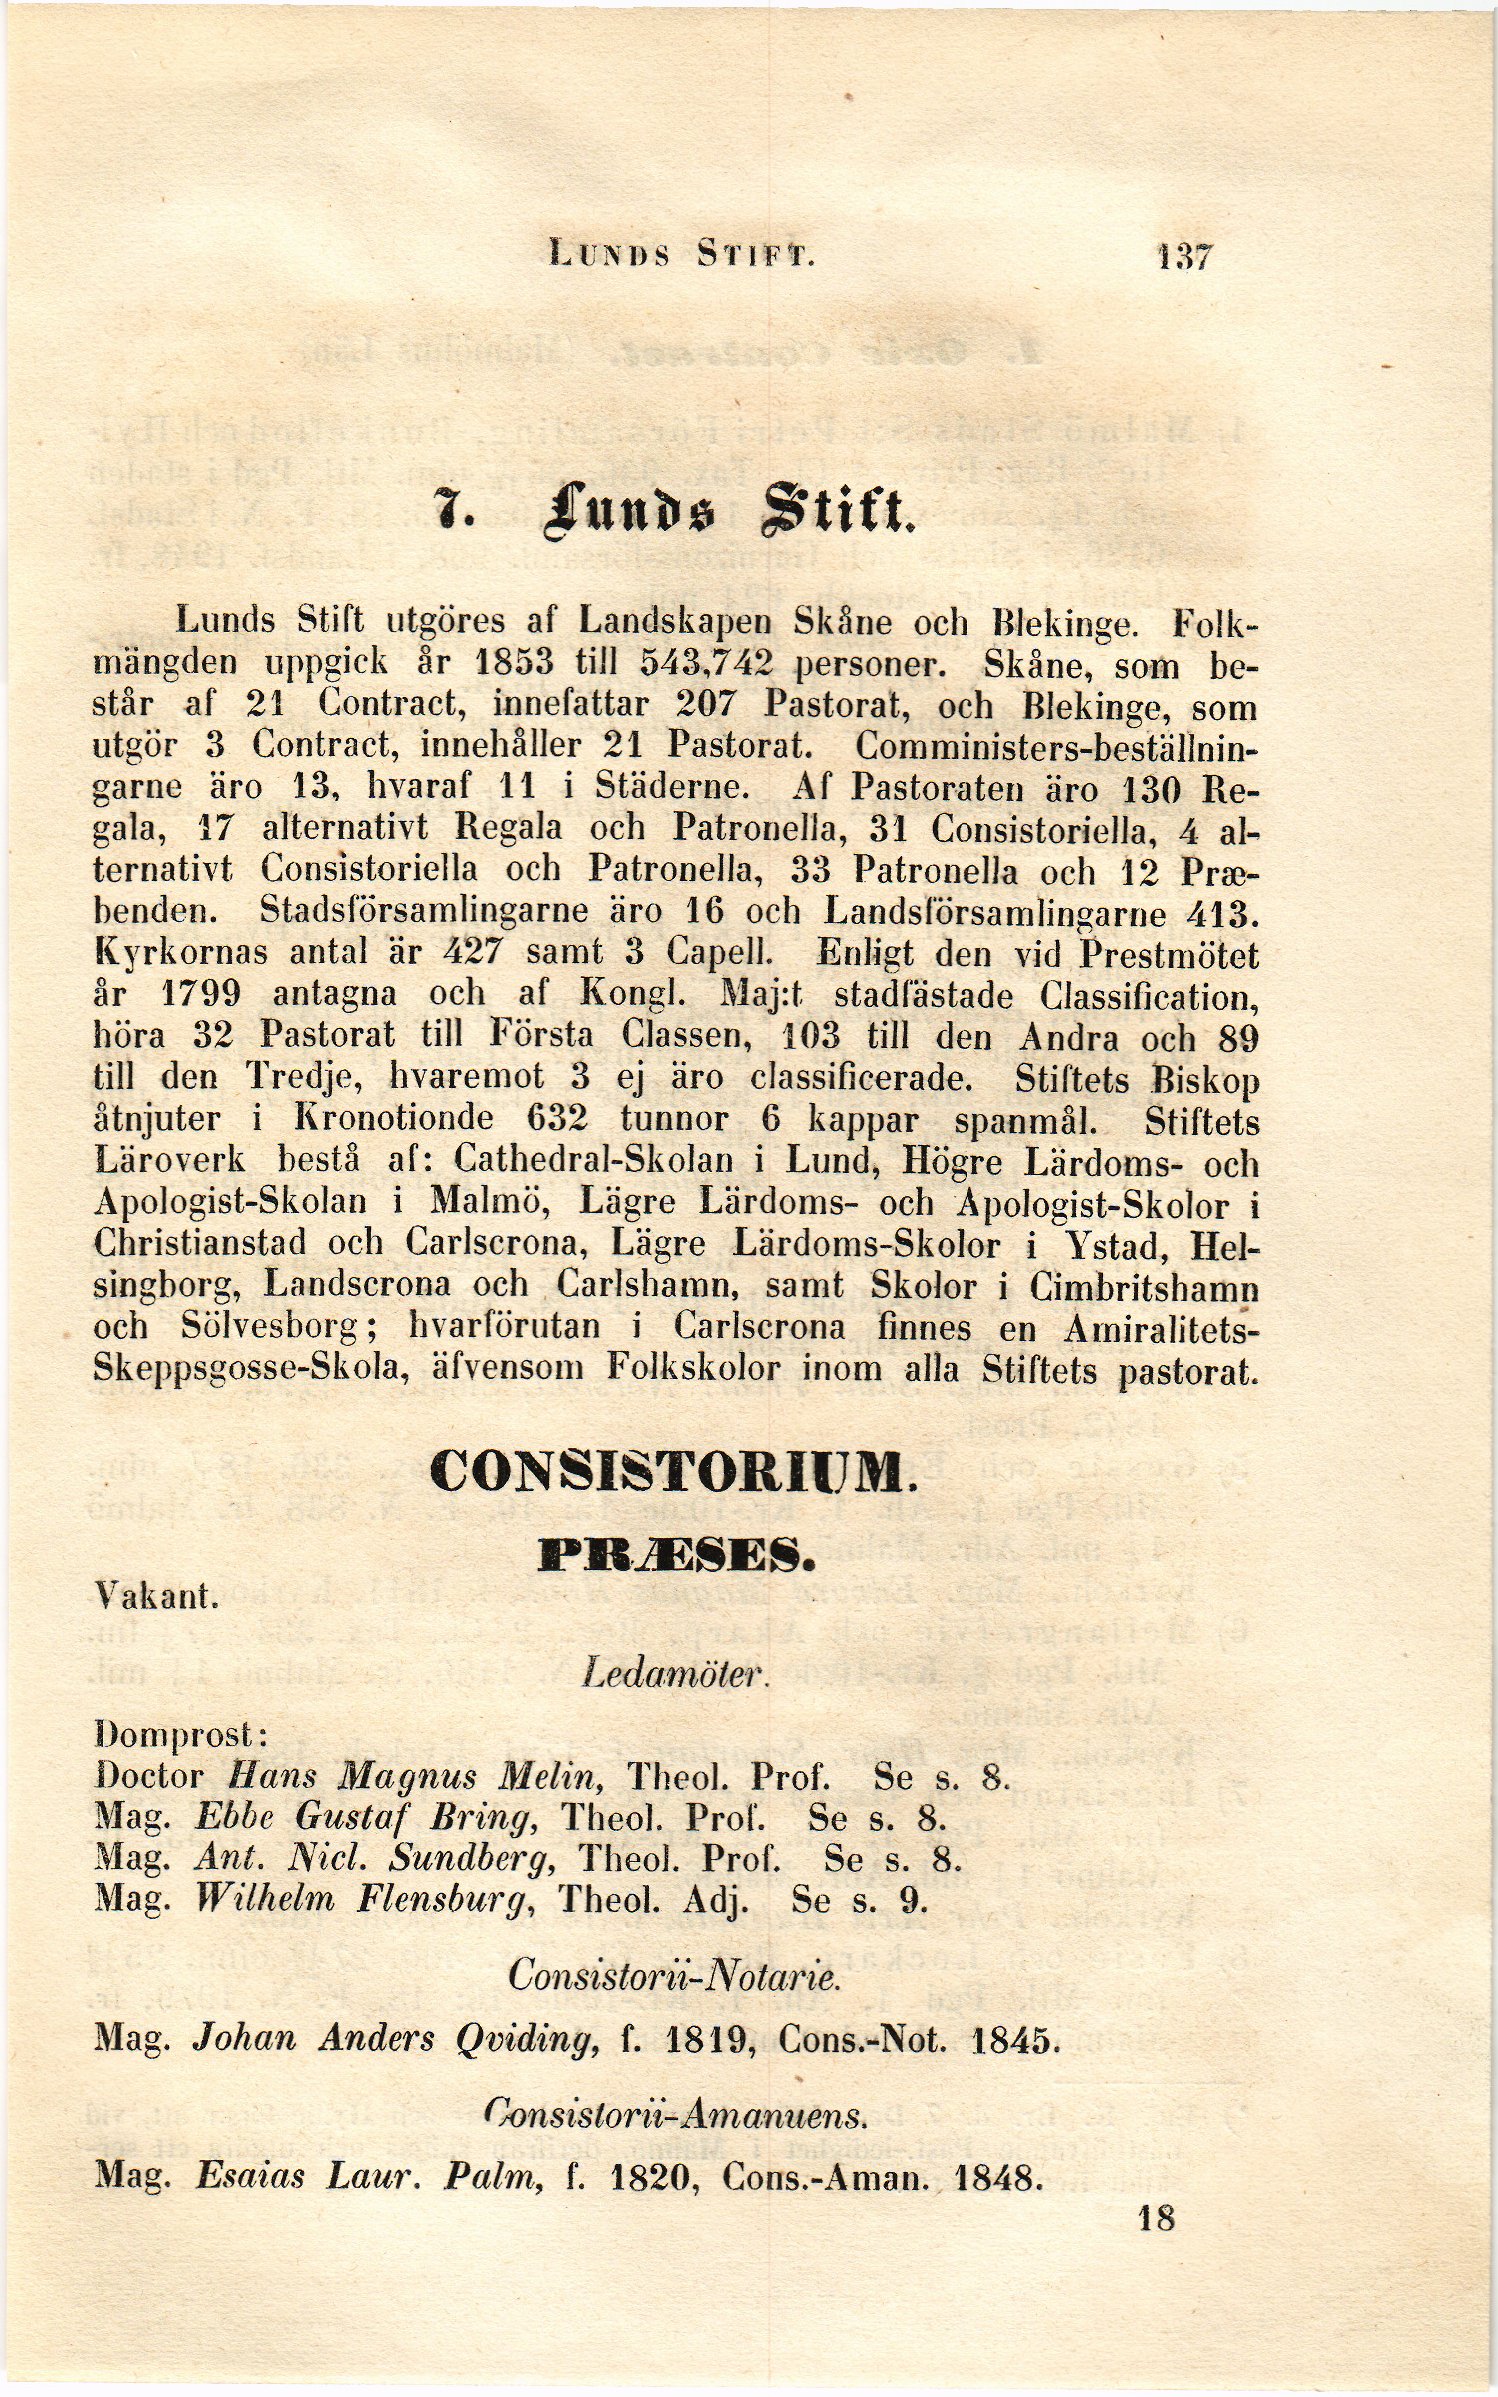 LUNDS STIFT. 137
7. Lunds Stift.
Lunds Stift utgöres af Landskapen Skåne och Blekinge. Folk-
mängden uppgick år 1853 till 543,742 personer. Skåne, som be-
står af 21 Contract, innefattar 207 Pastorat, och Blekinge, som
utgör 3 Contract, innehåller 21 Pastorat. Comministers-beställnin-
garne äro 13, hvaraf 11 i Städerne. Af Pastoraten äro 130 Re-
gala, 17 alternativt Regala och Patronella, 31 Consistoriella, 4 al-
ternativt Consistoriella och Patronella, 33 Patronella och 12 Præ-
benden. Stadsförsamlingarne äro 16 och Landsförsamlingarne 413.
Kyrkornas antal är 427 samt 3 Capell. Enligt den vid Prestmötet
år 1799 antagna och af Kongl. Maj:t stadfästade Classification,
höra 32 Pastorat till Första Classen, 103 till den Andra och 89
till den Tredje, hvaremot 3 ej äro classificerade. Stiftets Biskop
åtnjuter i Kronotionde 632 tunnor 6 kappar spanmål. Stiftets
Läroverk bestå af: Cathedral-Skolan i Lund, Högre Lärdoms- och
Apologist-Skolan i Malmö, Lägre Lärdoms- och Apologist-Skolor i
Christianstad och Carlscrona, Lägre Lärdoms-Skolor i Ystad, Hel-
singborg, Landscrona och Carlshamn, samt Skolor i Cimbritshamn
och Sölvesborg; hvarförutan i Carlscrona finnes en Amiralitets-
Skeppsgosse-Skola, äfvensom Folkskolor inom alla Stiftets pastorat.
CONSISTORIUM.
PRÆSES.
Vakant.
Ledamöter.
Domprost:
Doctor Hans Magnus Melin, Theol. Prof. Se s. 8.
Mag. Ebbe Gustaf Bring, Theol. Prof. Se s. 8.
Mag. Ant. Nicl. Sundberg, Theol. Prof. Se s. 8.
Mag. Wilhelm Flensburg, Theol. Adj. Se s. 9.
Consistorii-Notarie.
Mag. Johan Anders Qviding, f. 1819, Cons.-Not. 1845.
Consistorii-Amanuens.
Mag. Esaias Laur. Palm, f. 1820, Cons.-Aman. 1848.
18